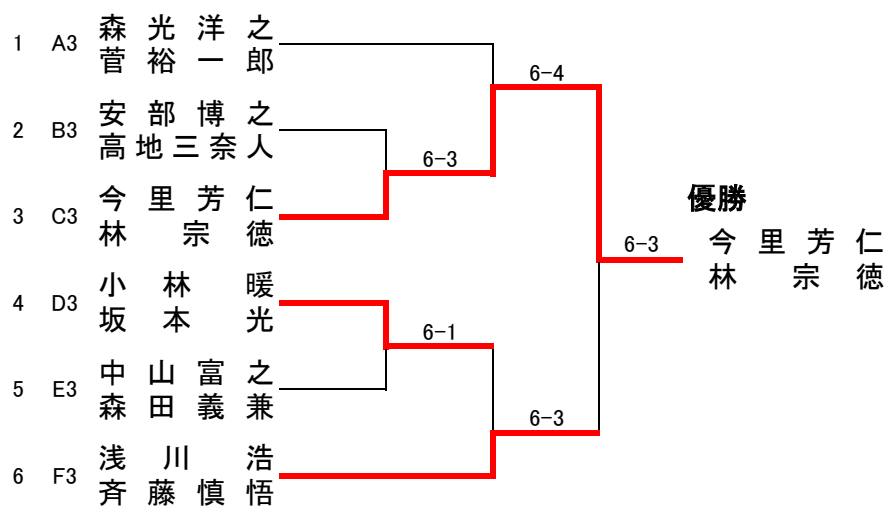 1 A3 森光洋之
菅裕一郎
6-4
2 B3 安部博之
高地三奈人
6-3
3 C3 今里芳仁
林宗徳
優勝
今里芳仁
林宗徳
6-3
4 D3 小林暖
坂本光
6-1
5 E3 中山富之
森田義兼
6-3
6 F3 浅川浩
斉藤慎悟